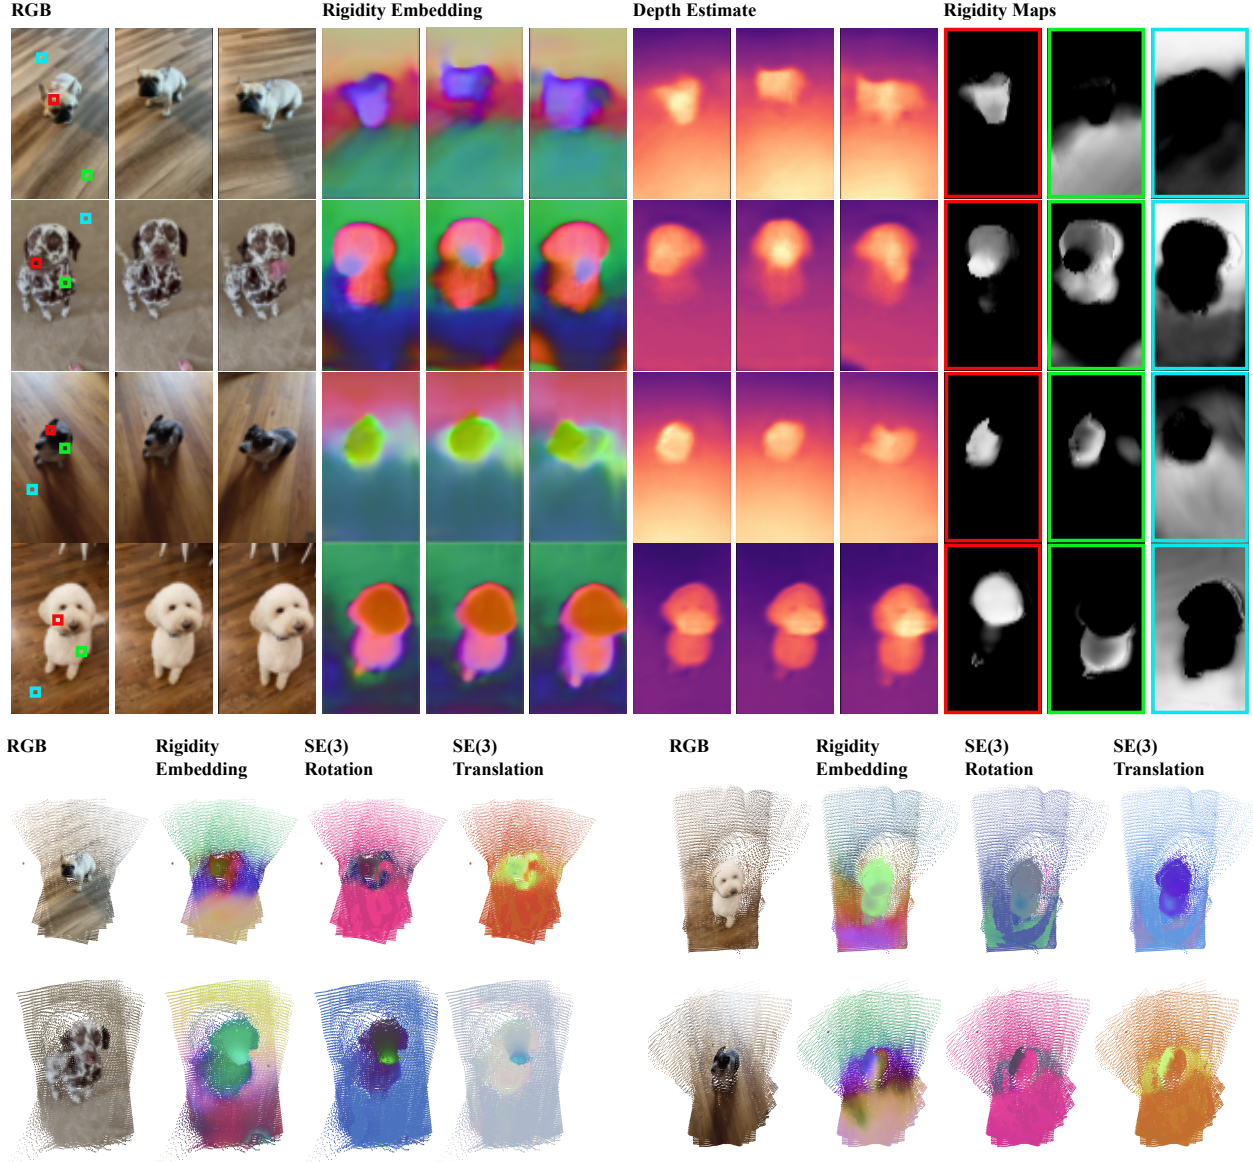 RGB Rigidity Embedding Depth Estimate Rigidity Maps
RGB Rigidity SE(3) SE(3) RGB Rigidity SE(3) SE(3)
Embedding Rotation Translation Embedding Rotation Translation